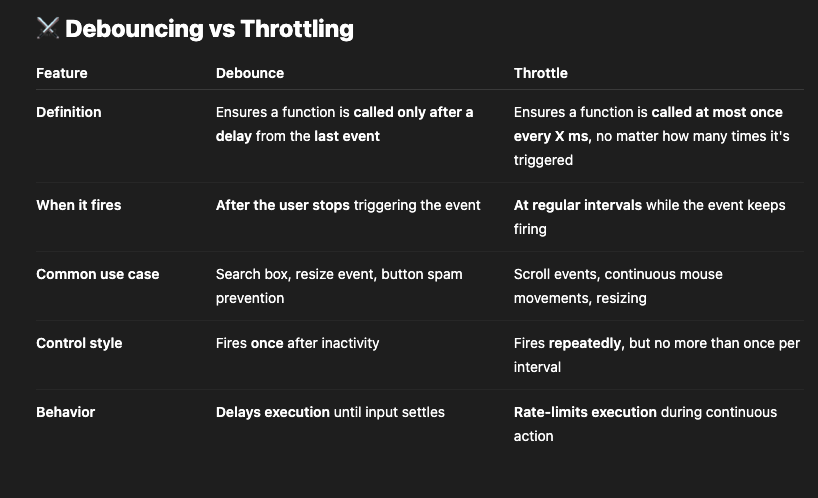 ⚔️ Debouncing vs Throttling
Feature Debounce Throttle
Definition Ensures a function is called only after a Ensures a function is called at most once
delay from the last event every X ms, no matter how many times it's
triggered
When it fires After the user stops triggering the event At regular intervals while the event keeps
firing
Common use case Search box, resize event, button spam Scroll events, continuous mouse
prevention movements, resizing
Control style Fires once after inactivity Fires repeatedly, but no more than once per
interval
Behavior Delays execution until input settles Rate-limits execution during continuous
action